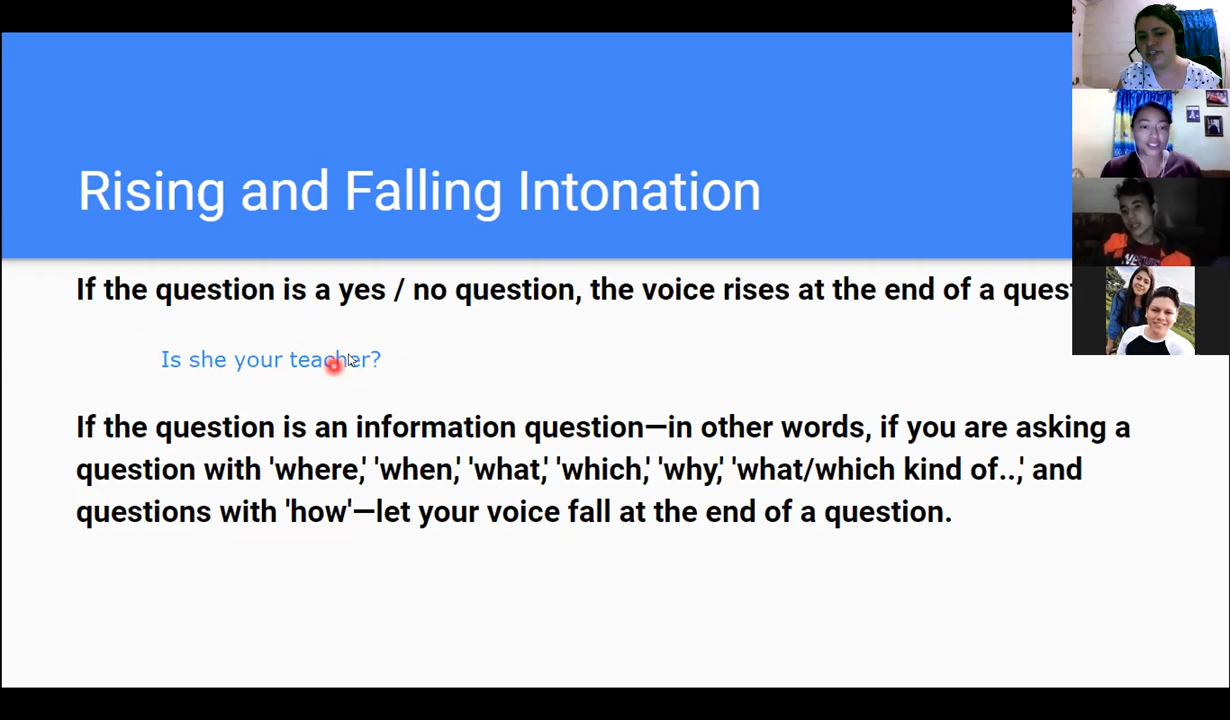 Rising and Falling Intonation
If the question is a yes / no question, the voice rises at the end of a
Is she your teacher?
If the question is an information question—in other words, if you are asking a
question with 'where,' 'when,' 'what,' 'which,' 'why,' 'what/which kind of..,' and
questions with 'how'—let your voice fall at the end of a question.